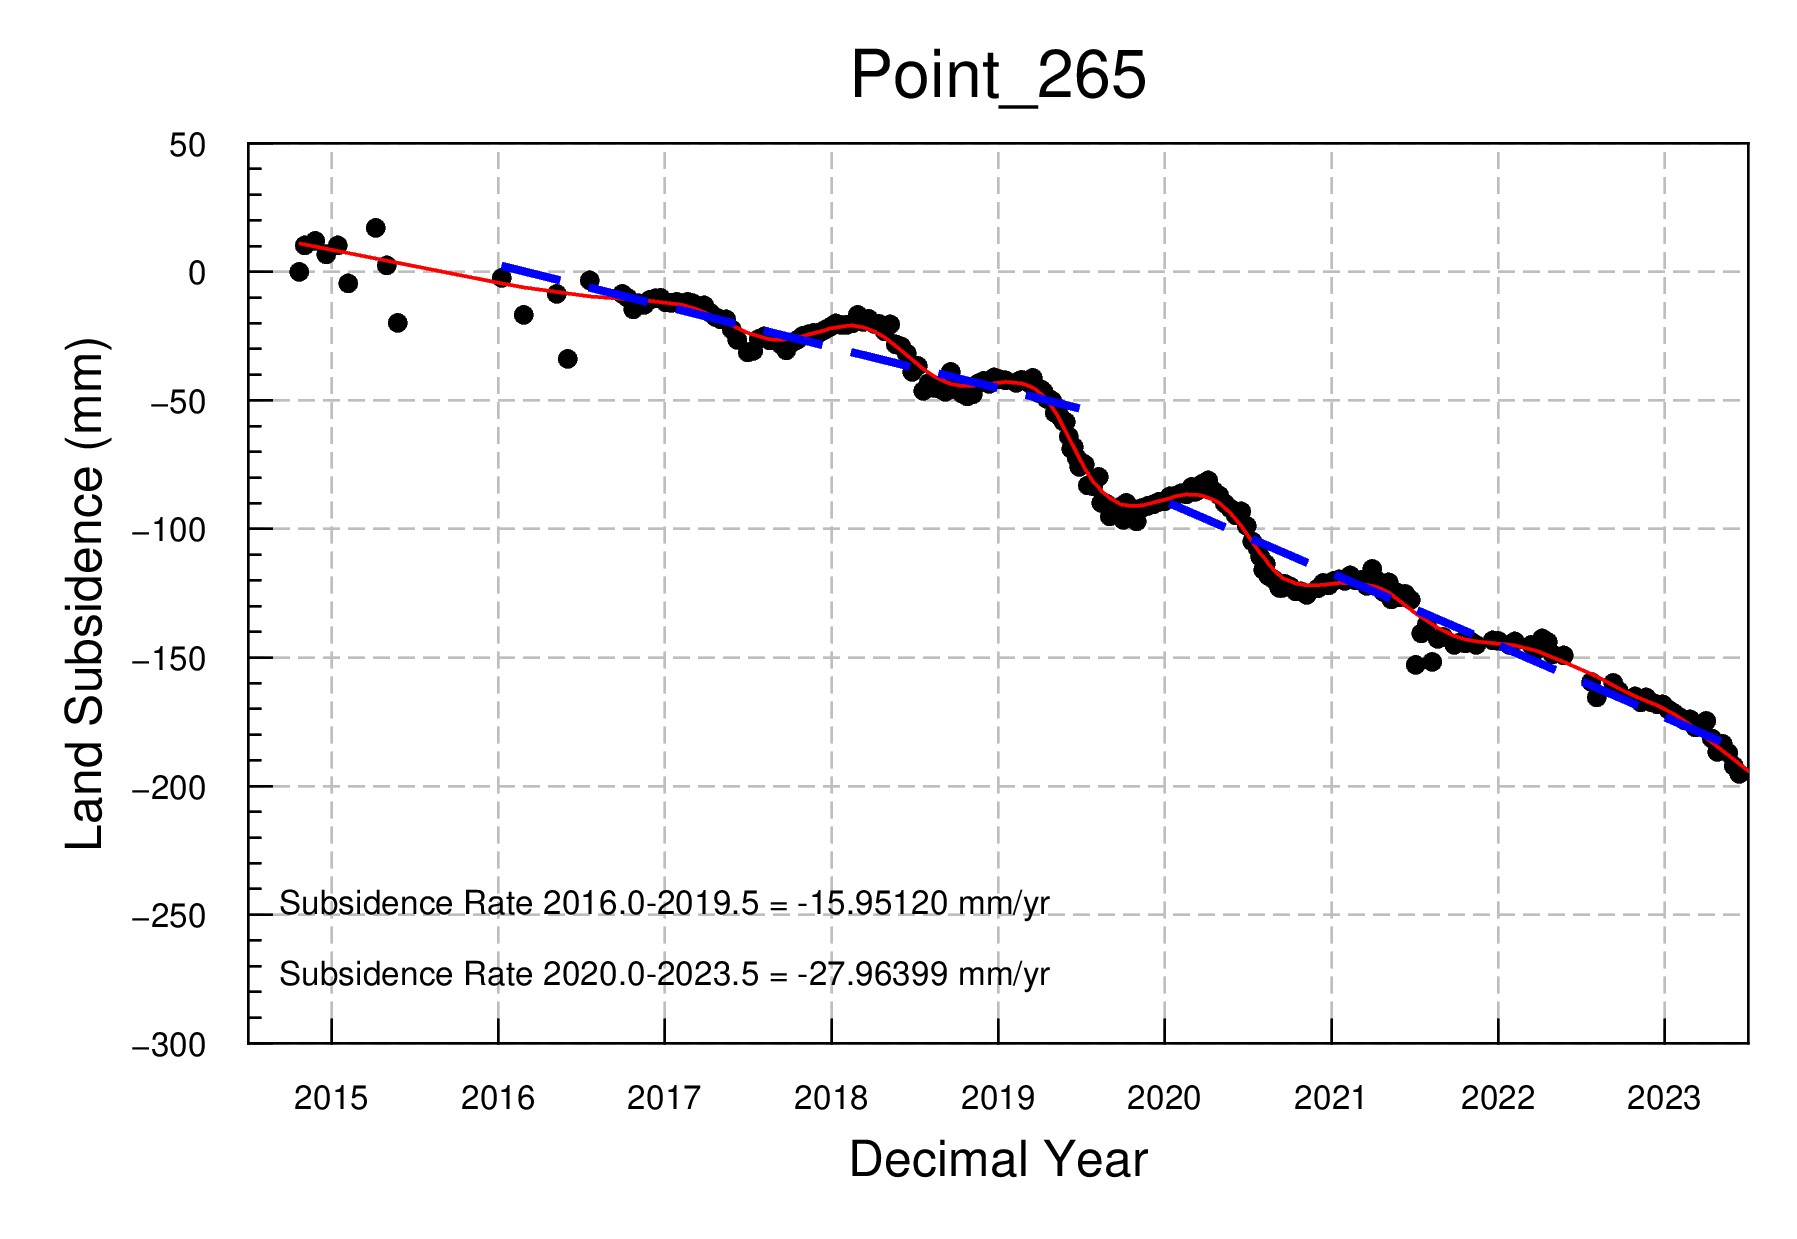 Point_265
50
0
−50
−100
−150
−200
−250
−300
Land Subsidence (mm)
Subsidence Rate 2016.0-2019.5 = -15.95120 mm/yr
Subsidence Rate 2020.0-2023.5 = -27.96399 mm/yr
2015 2016 2017 2018 2019 2020 2021 2022 2023
Decimal Year